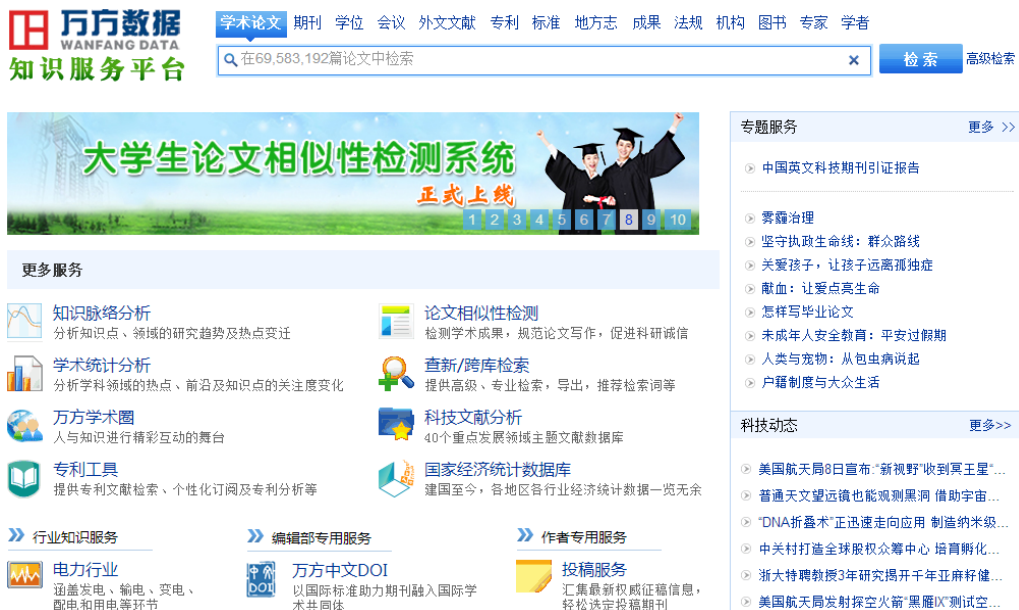 万方数据
WANFANG DATA
知识服务平台
学术论文 期刊 学位 会议 外文文献 专利 标准 地方志 成果 法规 机构 图书 专家 学者
在69,583,192篇论文中检索
检 索
高级检索
大学生论文相似性检测系统
正式上线
1 2 3 4 5 6 7 8 9 10
更多服务
知识脉络分析
分析知识点、领域的研究趋势及热点变迁
论文相似性检测
检测学术成果，规范论文写作，促进科研诚信
学术统计分析
分析学科领域的热点、前沿及知识点的关注度变化
查新/跨库检索
提供高级、专业检索，导出，推荐检索词等
万方学术圈
人与知识进行精彩互动的舞台
科技文献分析
40个重点发展领域主题文献数据库
专利工具
提供专利文献检索、个性化订阅及专利分析等
国家经济统计数据库
建国至今，各地区各行业经济统计数据一览无余
行业知识服务
电力行业
涵盖发电、输电、变电、
配电和用电等环节
编辑部专用服务
中文
DOI
万方中文DOI
以国际标准助力期刊融入国际学
术共同体
作者专用服务
投稿服务
汇集最新权威征稿信息，
轻松选定投稿期刊
专题服务
更多 >>
中国英文科技期刊引证报告
雾霾治理
坚守执政生命线：群众路线
关爱孩子，让孩子远离孤独症
献血：让爱点亮生命
怎样写毕业论文
未成年人安全教育：平安过假期
人类与宠物：从包虫病说起
户籍制度与大众生活
科技动态
更多>>
美国航天局8日宣布:“新视野”收到冥王星“...
普通天文望远镜也能观测黑洞 借助宇宙...
“DNA折叠术”正迅速走向应用 制造纳米级...
中关村打造全球股权众筹中心 培育孵化...
浙大特聘教授3年研究揭开千年亚麻籽健...
美国航天局发射探空火箭“黑雁IX”测试空...